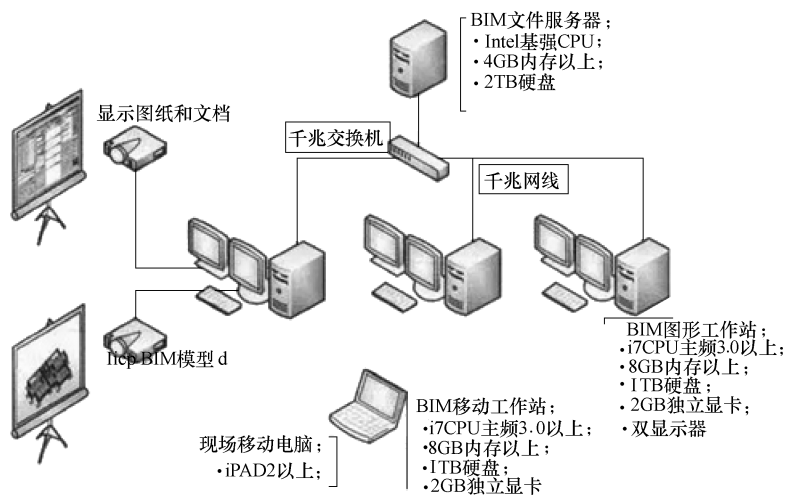 BIM文件服务器；
·Intel基强CPU；
·4GB内存以上；
·2TB硬盘
显示图纸和文档
千兆交换机
千兆网线
licp BIM模型 d
BIM图形工作站；
·i7CPU主频3.0以上；
·8GB内存以上；
·1TB硬盘；
·2GB独立显卡；
·双显示器
BIM移动工作站：
·i7CPU主频3.0以上；
·8GB内存以上；
·1TB硬盘；
·2GB独立显卡
现场移动电脑；
·iPAD2以上；